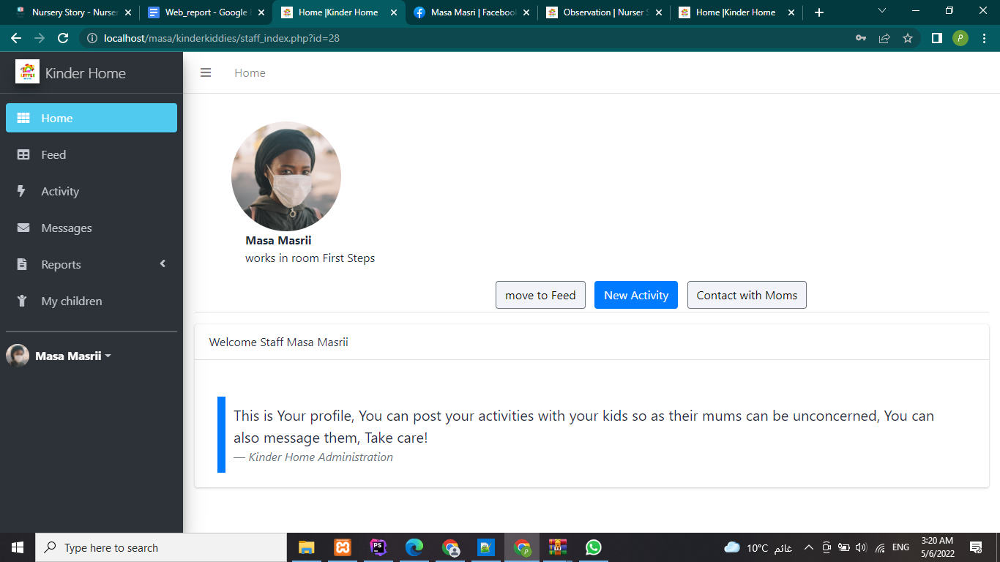 Nursery Story - Nurser
Web_report - Google
Home |Kinder Home
Masa Masri | Facebook
Observation | Nurser S
Home |Kinder Home
localhost/masa/kinderkiddies/staff_index.php?id=28
P
LITTLE
Kinder Home
Home
Home
Feed
Activity
Messages
Reports
My children
Masa Masrii
Masa Masrii
works in room First Steps
move to Feed
New Activity
Contact with Moms
Welcome Staff Masa Masrii
This is Your profile, You can post your activities with your kids so as their mums can be unconcerned, You can
also message them, Take care!
— Kinder Home Administration
Type here to search
PS
P
10°C غائم
ENG
3:20 AM
5/6/2022